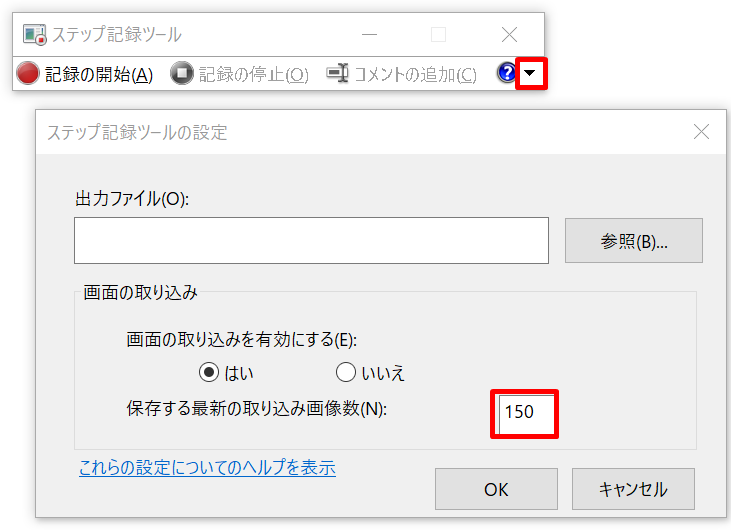 ステップ記録ツール
記録の開始(A) 記録の停止(O) コメントの追加(C) ?
ステップ記録ツールの設定
出力ファイル(O):
参照(B)...
画面の取り込み
画面の取り込みを有効にする(E):
はい いいえ
保存する最新の取り込み画像数(N): 150
これらの設定についてのヘルプを表示
OK キャンセル